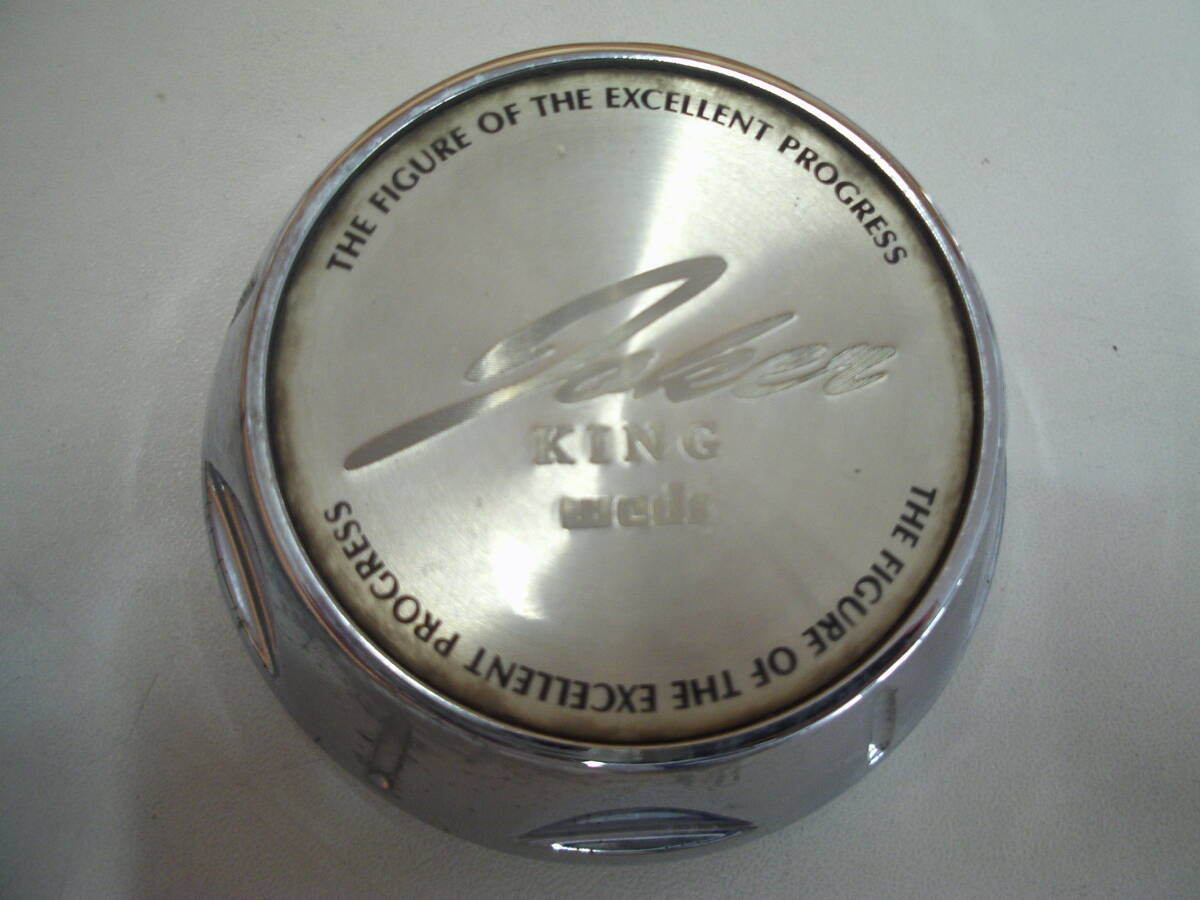 THE FIGURE OF THE EXCELLENT PROGRESS
Joker
KING
weds
THE FIGURE OF THE EXCELLENT PROGRESS